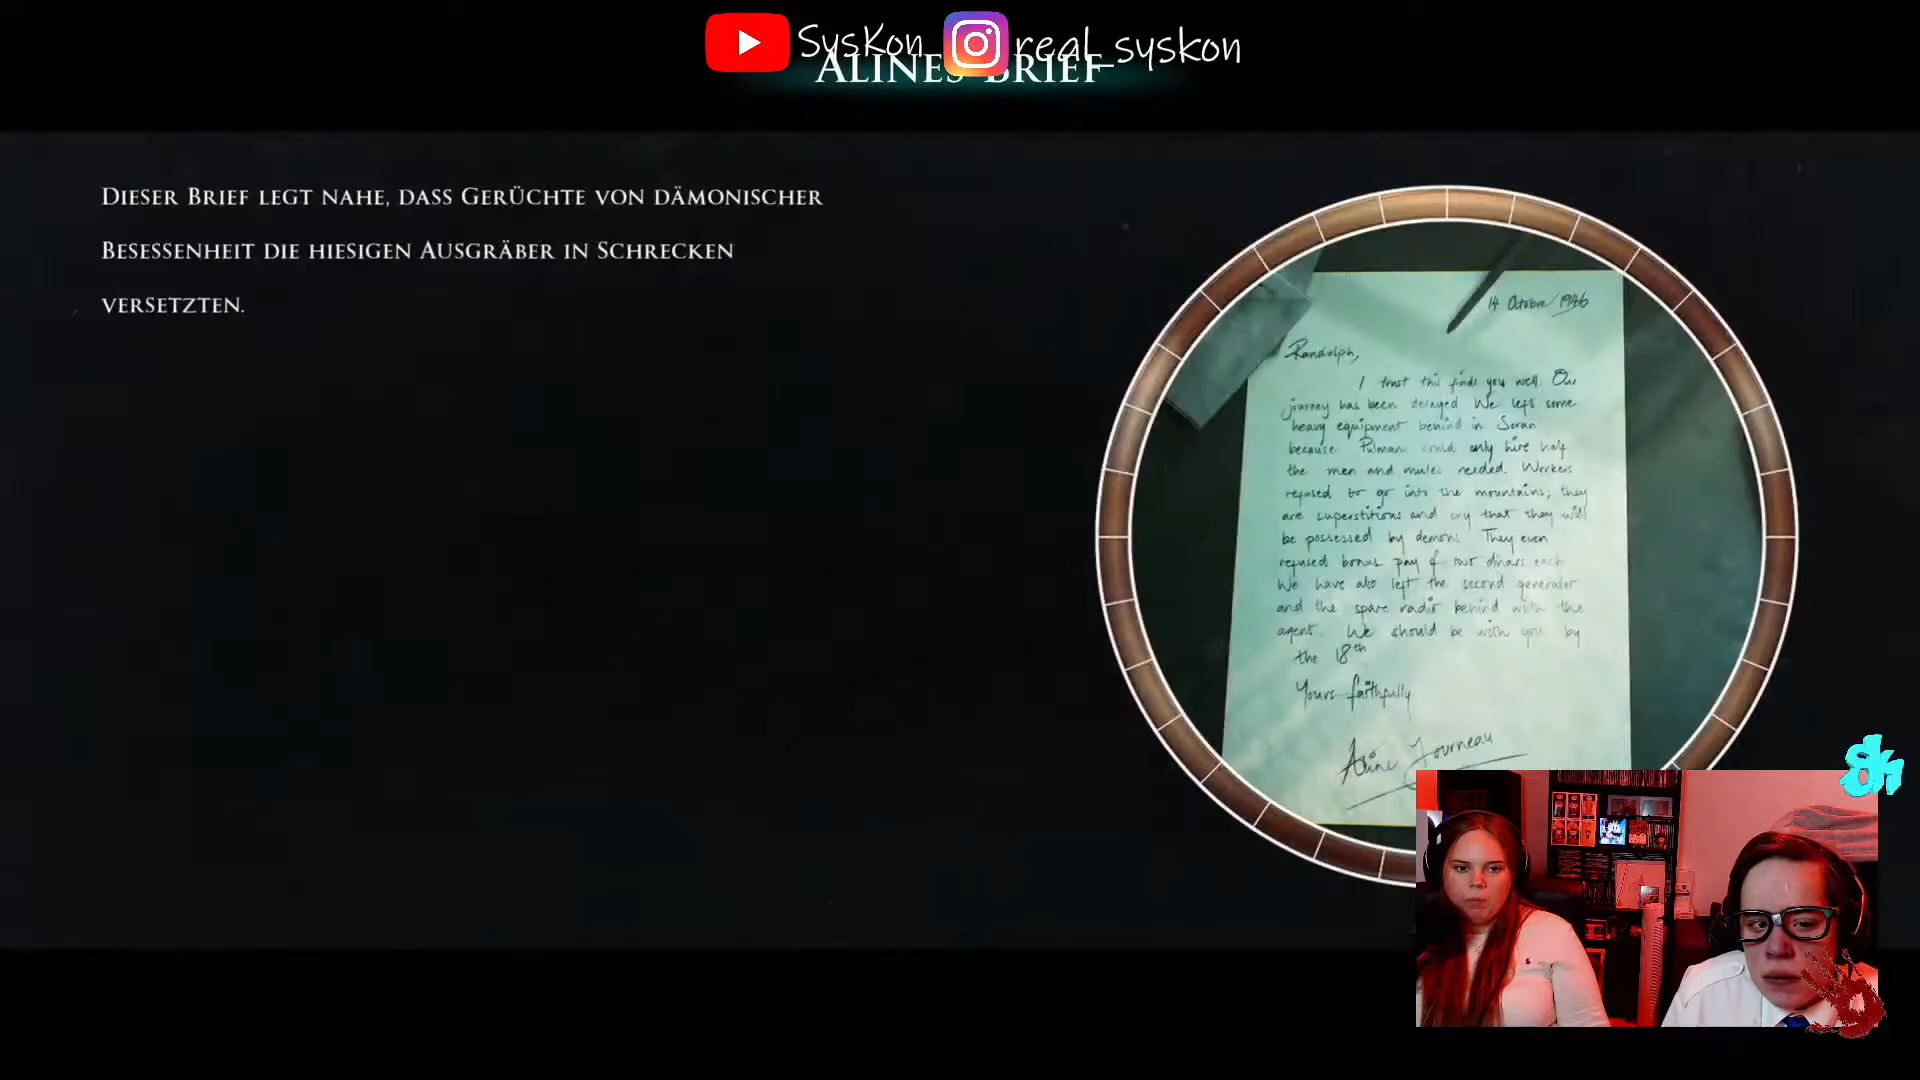 SysKon real_syskon
ALINES BRIEF
DIESER BRIEF LEGT NAHE, DASS GERÜCHTE VON DÄMONISCHER
BESESSENHEIT DIE HIESIGEN AUSGRÄBER IN SCHRECKEN
VERSETZTEN.
14 Octobre 1946
Randolph,
I trust this finds you well. Our
journey has been delayed We left some
heavy equipment behind in Soran
because Pulman could only hire half
the men and mules needed. Workers
refused to go into the mountains; they
are superstitious and cry that they will
be possessed by demons. They even
refused bonus pay of two dinars each
We have also left the second generator
and the spare radio behind with the
agent. We should be with you by
the 18th
Yours faithfully
Aline Journeau